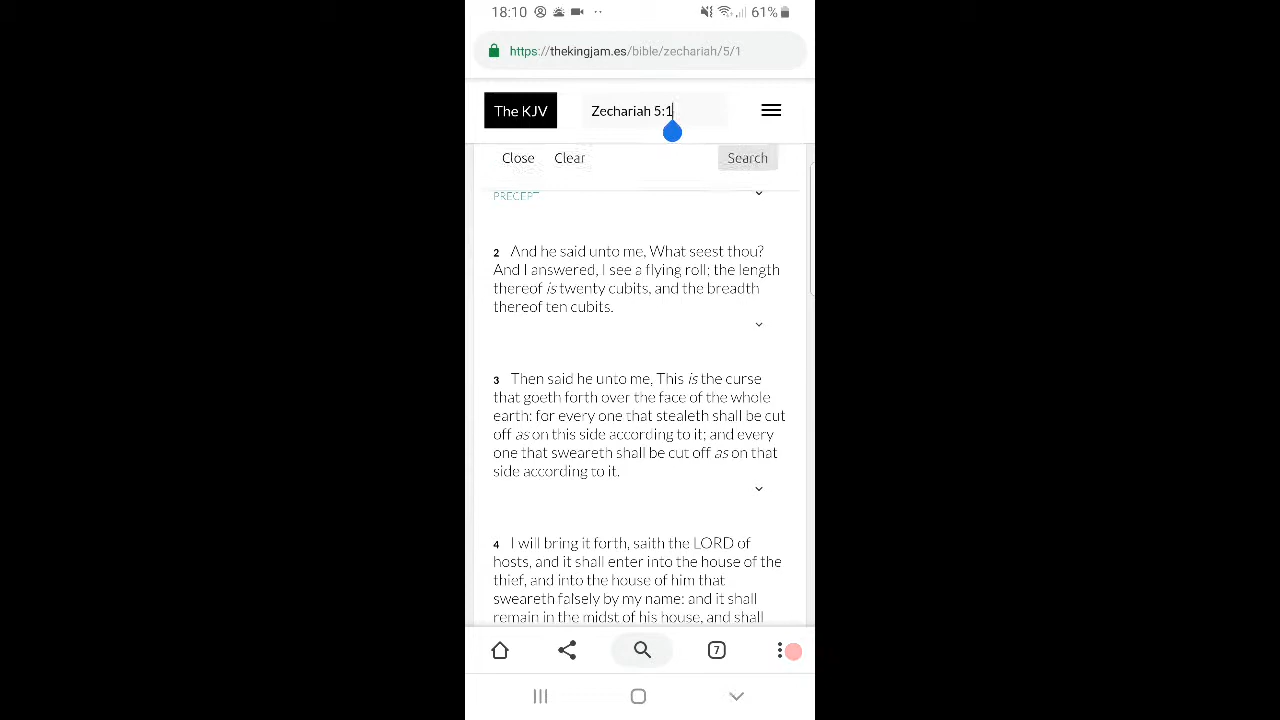 18:10 61%
https://thekingjam.es/bible/zechariah/5/1
The KJV Zechariah 5:1
Close Clear Search
PRECEPT
2 And he said unto me, What seest thou?
And I answered, I see a flying roll; the length
thereof is twenty cubits, and the breadth
thereof ten cubits.
3 Then said he unto me, This is the curse
that goeth forth over the face of the whole
earth: for every one that stealeth shall be cut
off as on this side according to it; and every
one that sweareth shall be cut off as on that
side according to it.
4 I will bring it forth, saith the LORD of
hosts, and it shall enter into the house of the
thief, and into the house of him that
sweareth falsely by my name: and it shall
remain in the midst of his house, and shall
7